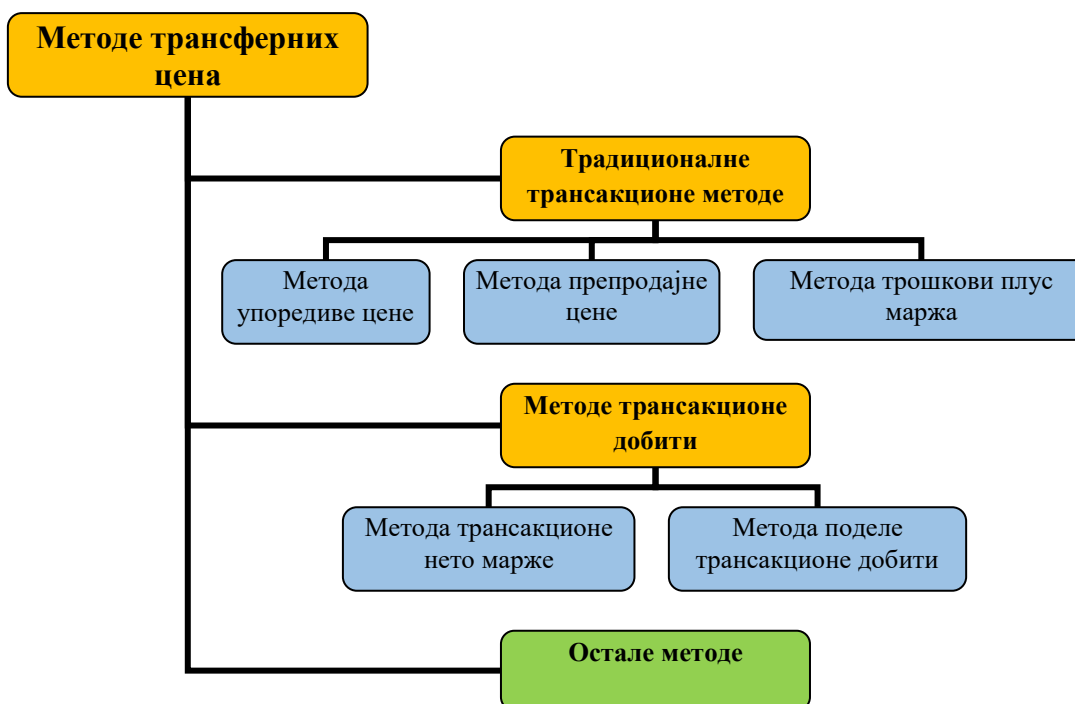 Методе трансферних
цена
Традиционалне
трансакционе методе
Метода
упоредиве цене
Метода препродајне
цене
Метода трошкови плус
маржа
Методе трансакционе
добити
Метода трансакционе
нето марже
Метода поделе
трансакционе добити
Остале методе